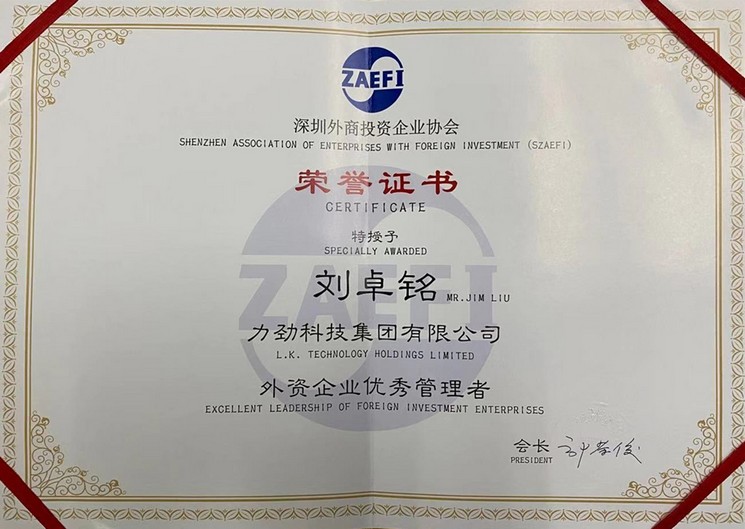 ZAEFI
深圳外商投资企业协会
SHENZHEN ASSOCIATION OF ENTERPRISES WITH FOREIGN INVESTMENT (SZAEFI)
荣誉证书
CERTIFICATE
特授予
SPECIALLY AWARDED
ZAEFI
刘卓铭 MR.JIM LIU
力劲科技集团有限公司
L.K. TECHNOLOGY HOLDINGS LIMITED
外资企业优秀管理者
EXCELLENT LEADERSHIP OF FOREIGN INVESTMENT ENTERPRISES
会长
PRESIDENT